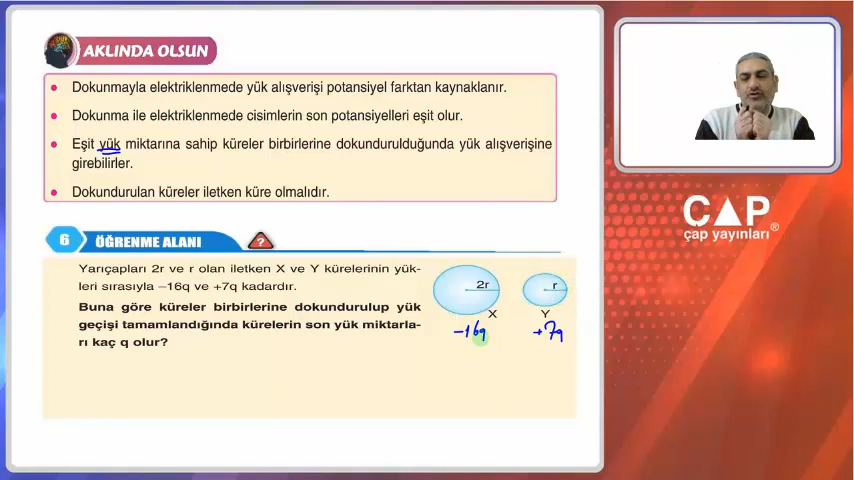 AKLINDA OLSUN
• Dokunmayla elektriklenmede yük alışverişi potansiyel farktan kaynaklanır.
• Dokunma ile elektriklenmede cisimlerin son potansiyelleri eşit olur.
• Eşit yük miktarına sahip küreler birbirlerine dokundurulduğunda yük alışverişine
girebilirler.
• Dokundurulan küreler iletken küre olmalıdır.
6 ÖĞRENME ALANI ?
Yarıçapları 2r ve r olan iletken X ve Y kürelerinin yük-
leri sırasıyla −16q ve +7q kadardır.
Buna göre küreler birbirlerine dokundurulup yük
geçişi tamamlandığında kürelerin son yük miktarla-
rı kaç q olur?
2r r
X Y
−16q +7q
ÇAP
çap yayınları®